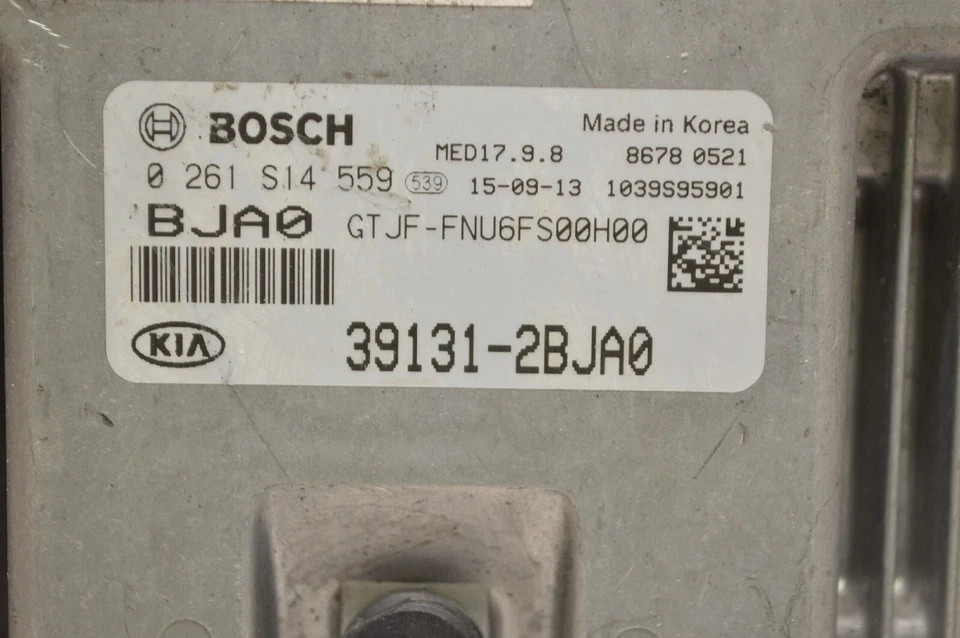 BOSCH
Made in Korea
MED17.9.8
8678 0521
0 261 S14 559
539
15-09-13
1039S95901
BJA0
GTJF-FNU6FS00H00
KIA
39131-2BJA0